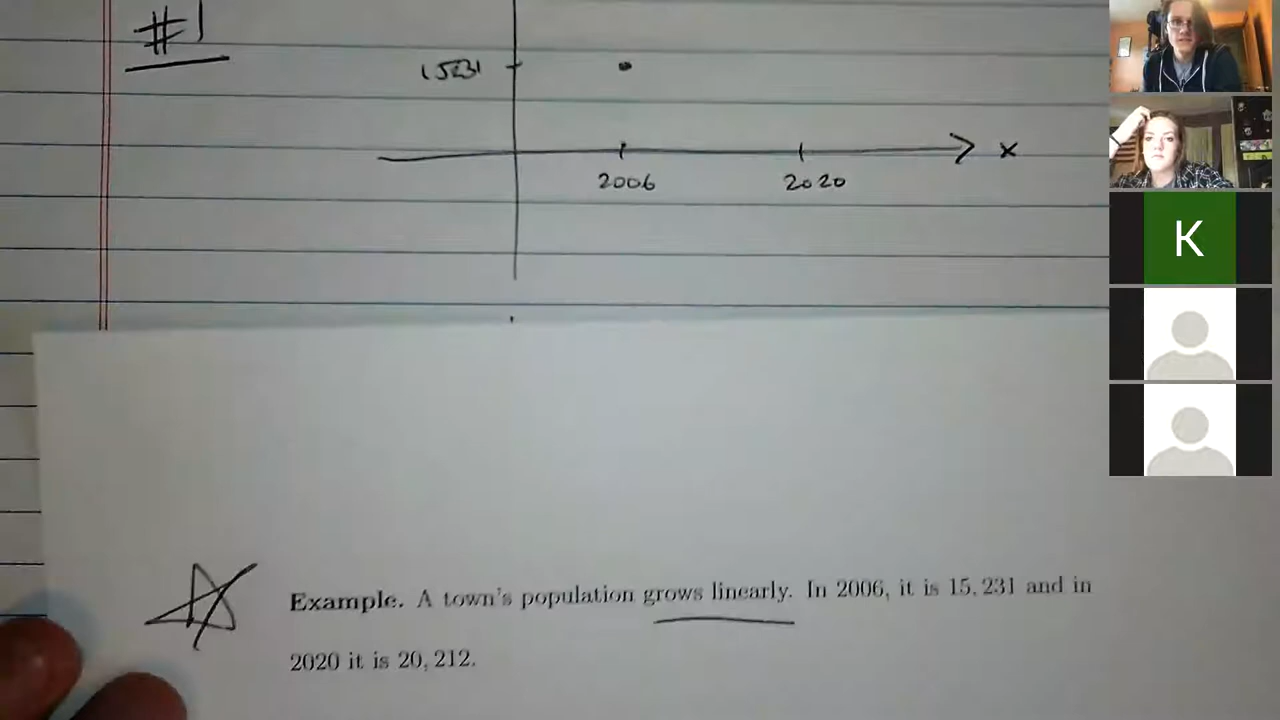 #1
15231
x
2006 2020
K
Example. A town's population grows linearly. In 2006, it is 15, 231 and in
2020 it is 20, 212.